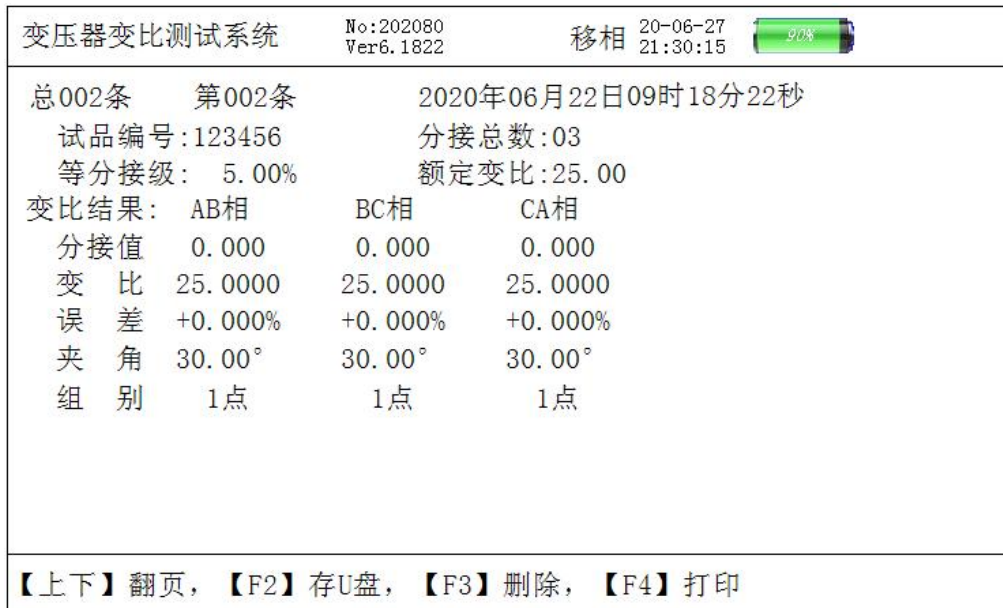 变压器变比测试系统 No:202080 Ver6.1822 移相 20-06-27 21:30:15 90%
总002条 第002条 2020年06月22日09时18分22秒
试品编号:123456 分接总数:03
等分接级: 5.00% 额定变比:25.00
变比结果: AB相 BC相 CA相
分接值 0.000 0.000 0.000
变 比 25.0000 25.0000 25.0000
误 差 +0.000% +0.000% +0.000%
夹 角 30.00° 30.00° 30.00°
组 别 1点 1点 1点
【上下】翻页, 【F2】存U盘, 【F3】删除, 【F4】打印